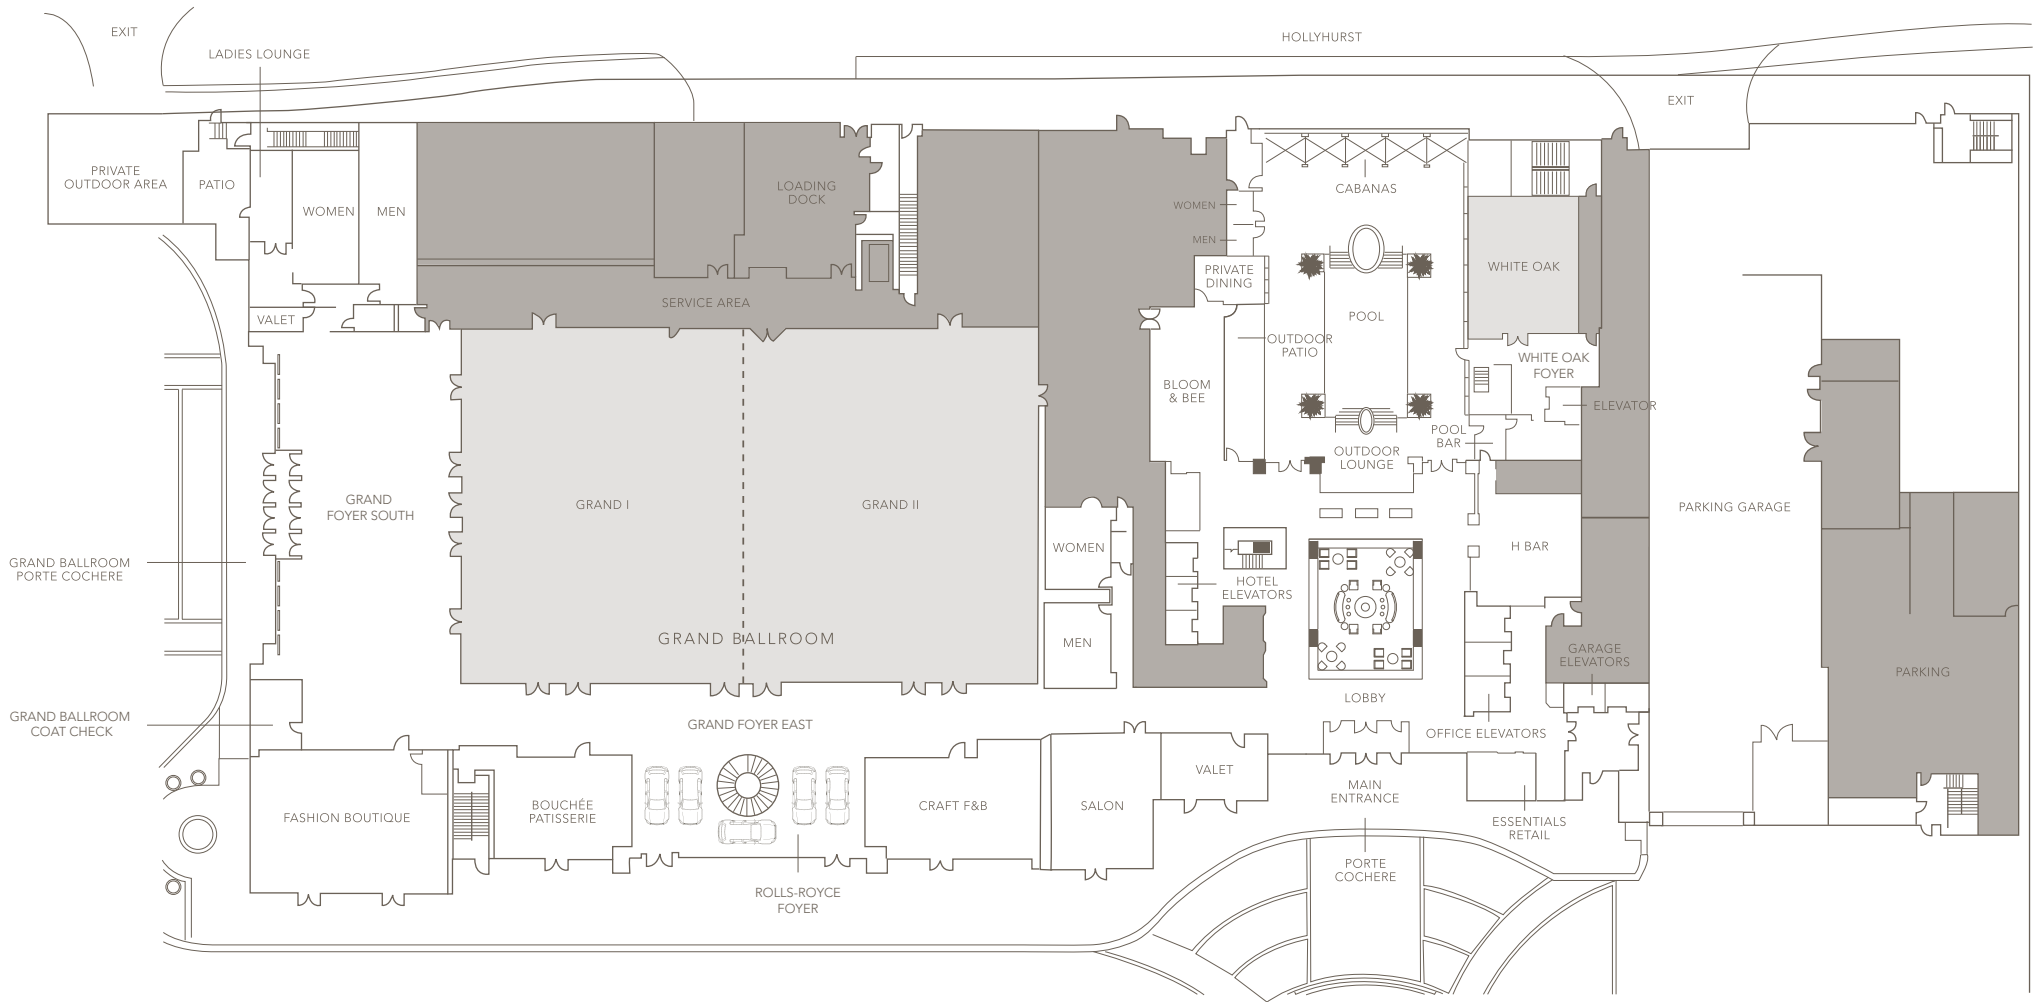 EXIT
LADIES LOUNGE
HOLLYHURST
EXIT
PRIVATE
OUTDOOR AREA
PATIO
WOMEN
MEN
LOADING
DOCK
CABANAS
WOMEN
MEN
PRIVATE
DINING
WHITE OAK
SERVICE AREA
VALET
POOL
OUTDOOR
PATIO
WHITE OAK
FOYER
BLOOM
& BEE
ELEVATOR
POOL
BAR
OUTDOOR
LOUNGE
GRAND
FOYER SOUTH
GRAND I
GRAND II
PARKING GARAGE
WOMEN
H BAR
GRAND BALLROOM
PORTE COCHERE
HOTEL
ELEVATORS
GRAND BALLROOM
MEN
GARAGE
ELEVATORS
PARKING
LOBBY
GRAND BALLROOM
COAT CHECK
GRAND FOYER EAST
OFFICE ELEVATORS
VALET
MAIN
ENTRANCE
FASHION BOUTIQUE
BOUCHÉE
PATISSERIE
CRAFT F&B
SALON
ESSENTIALS
RETAIL
PORTE
COCHERE
ROLLS-ROYCE
FOYER